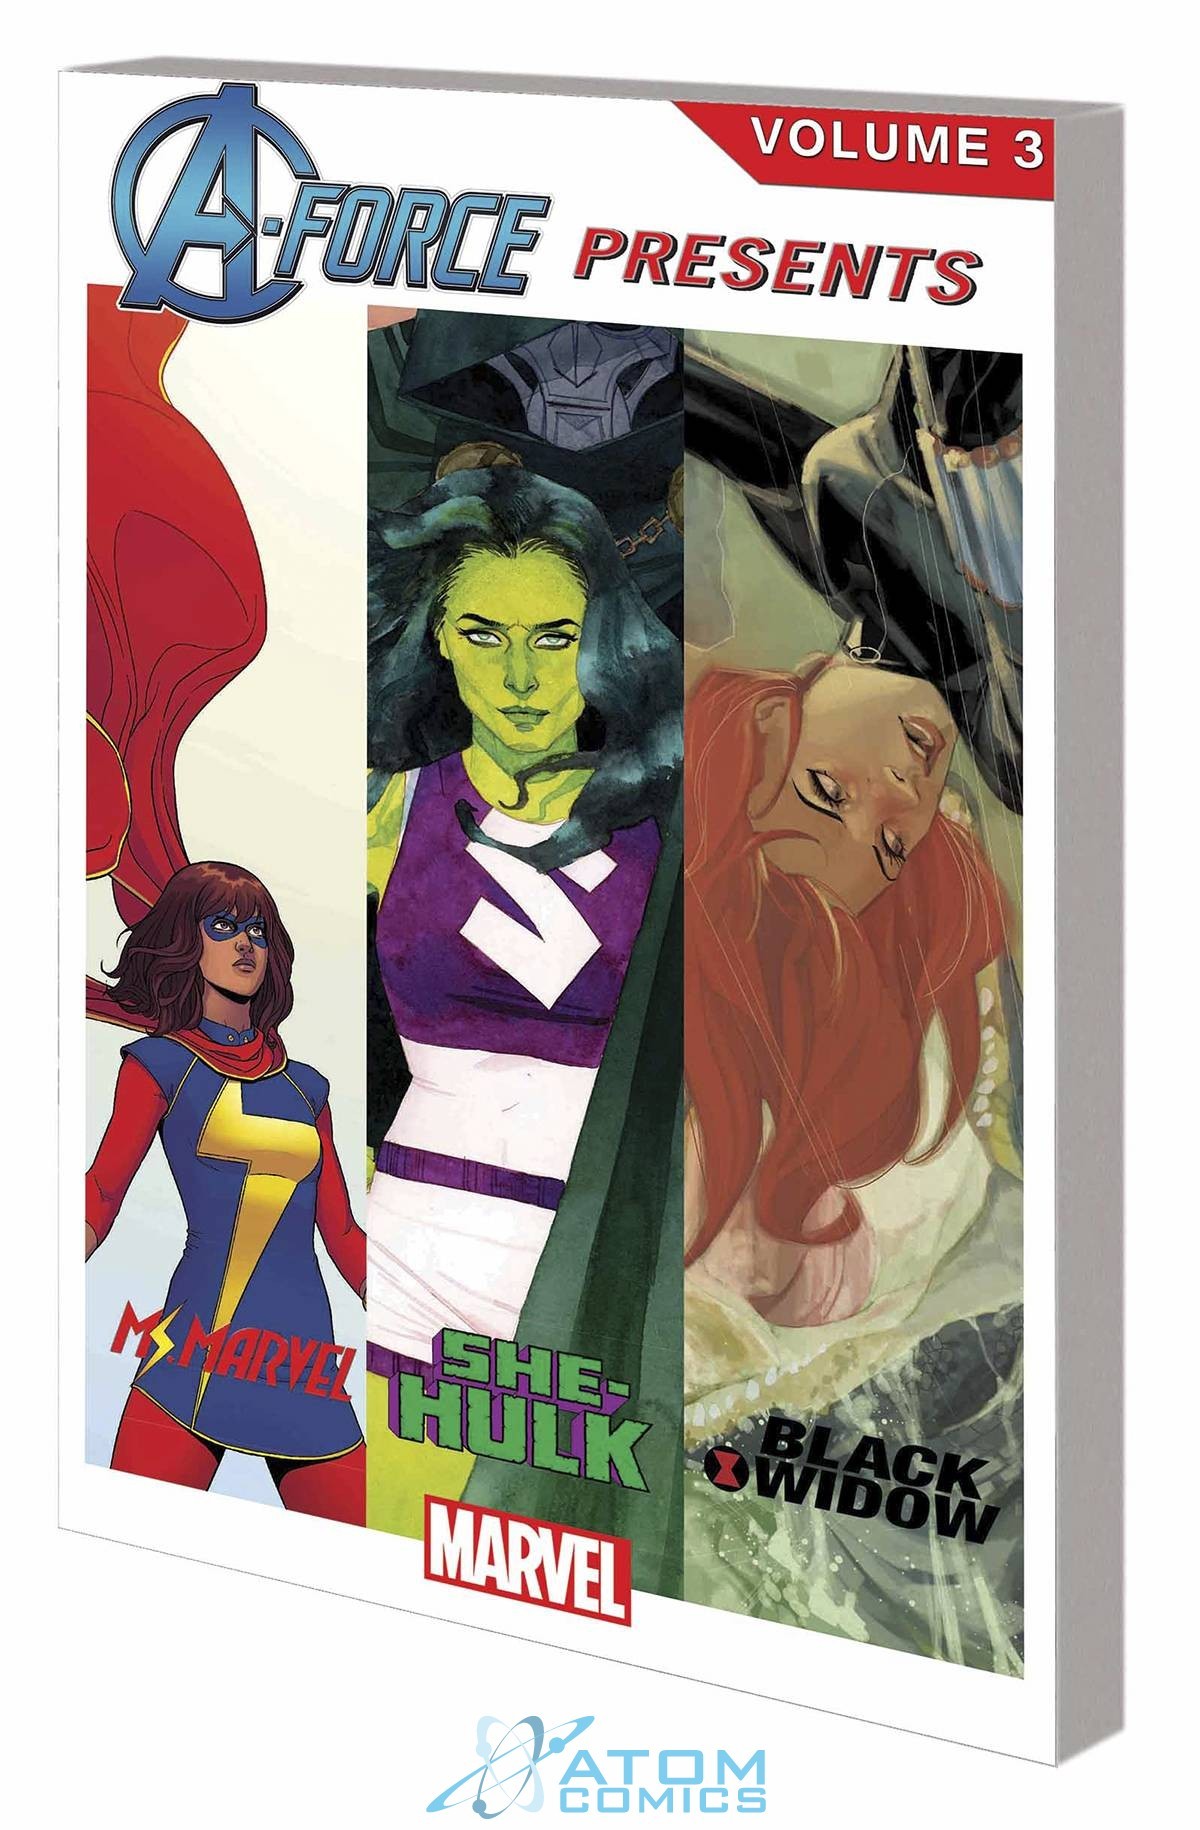 VOLUME 3
A-FORCE PRESENTS
MS. MARVEL
SHE-
HULK
BLACK
WIDOW
MARVEL
ATOM
COMICS